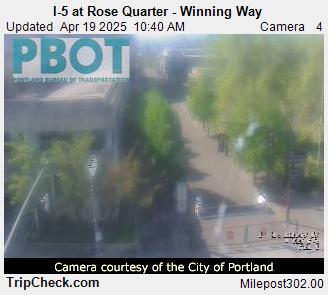 I-5 at Rose Quarter - Winning Way
Updated Apr 19 2025 10:40 AM Camera 4
PBOT
PORTLAND BUREAU OF TRANSPORTATION
Camera courtesy of the City of Portland
TripCheck.com Milepost302.00